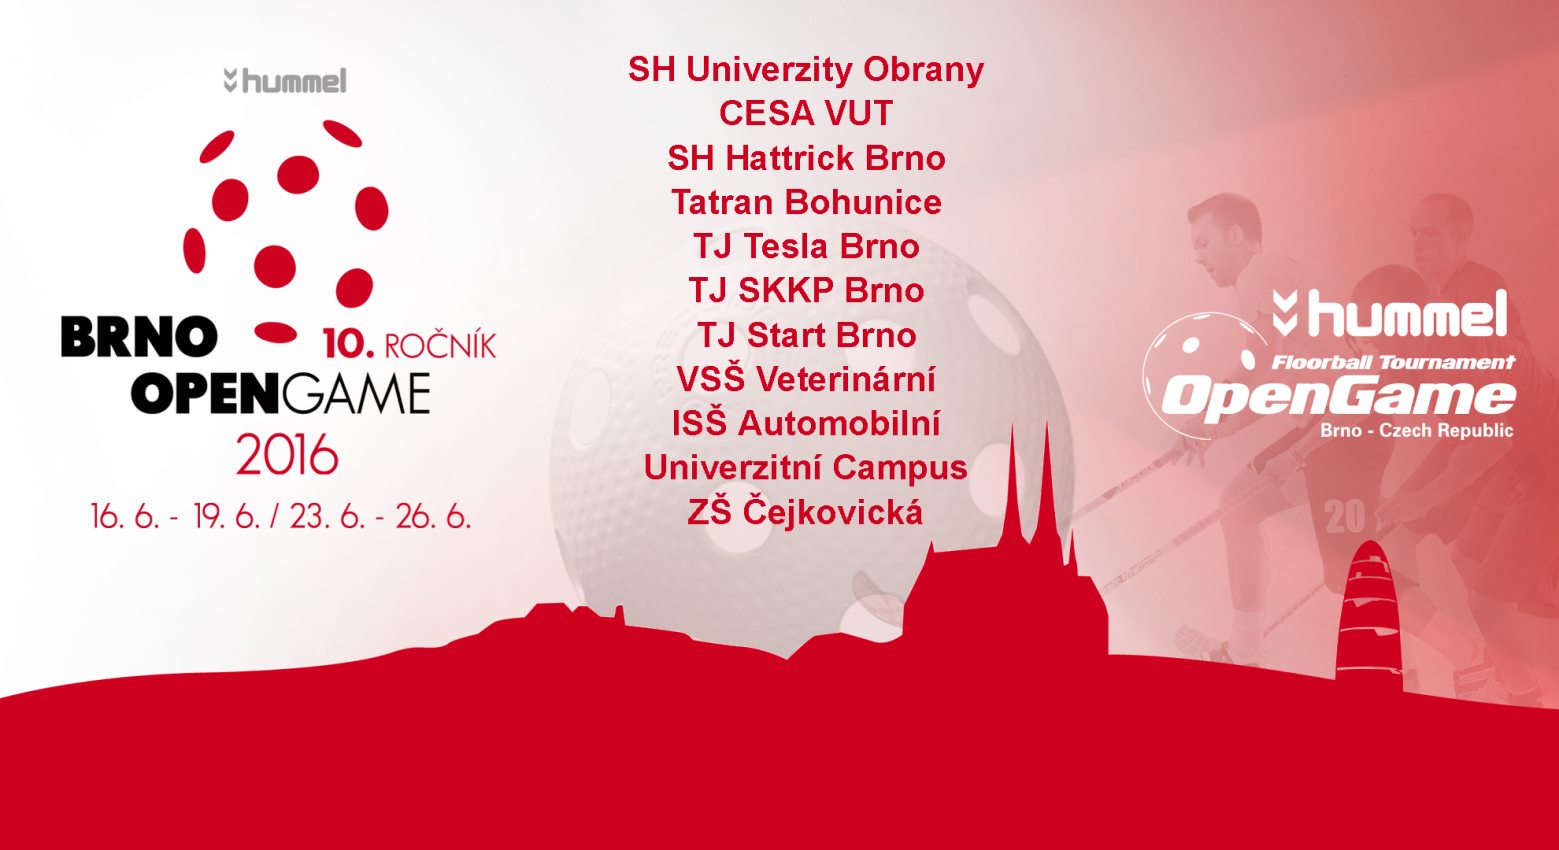 hummel
BRNO
10. ROČNÍK
OPENGAME
2016
16. 6. - 19. 6. / 23. 6. - 26. 6.
SH Univerzity Obrany
CESA VUT
SH Hattrick Brno
Tatran Bohunice
TJ Tesla Brno
TJ SKKP Brno
TJ Start Brno
VSŠ Veterinární
ISŠ Automobilní
Univerzitní Campus
ZŠ Čejkovická
hummel
Floorball Tournament
OpenGame
Brno - Czech Republic
20